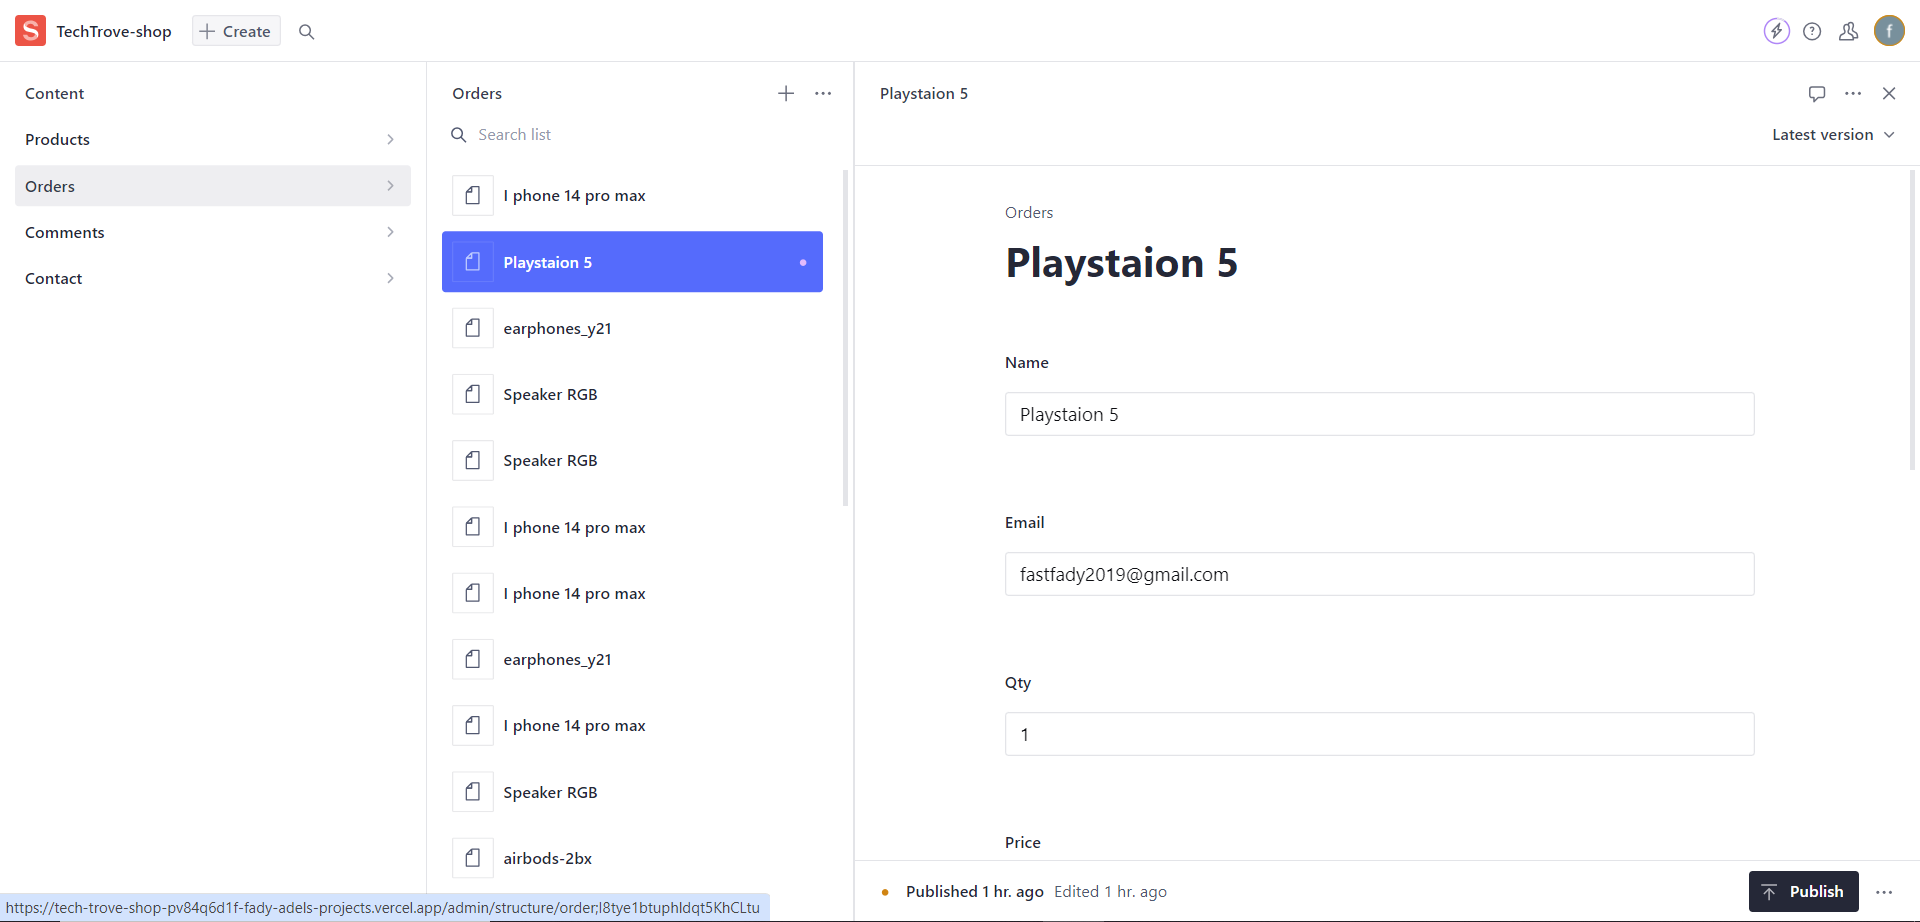 S TechTrove-shop Create f
Content
Products
Orders
Comments
Contact
Orders
Search list
I phone 14 pro max
Playstaion 5
earphones_y21
Speaker RGB
Speaker RGB
I phone 14 pro max
I phone 14 pro max
earphones_y21
I phone 14 pro max
Speaker RGB
airbods-2bx
Playstaion 5
Latest version
Orders
Playstaion 5
Name
Playstaion 5
Email
fastfady2019@gmail.com
Qty
1
Price
Published 1 hr. ago Edited 1 hr. ago
Publish
https://tech-trove-shop-pv84q6d1f-fady-adels-projects.vercel.app/admin/structure/order;l8tye1btuphldqt5KhCLtu